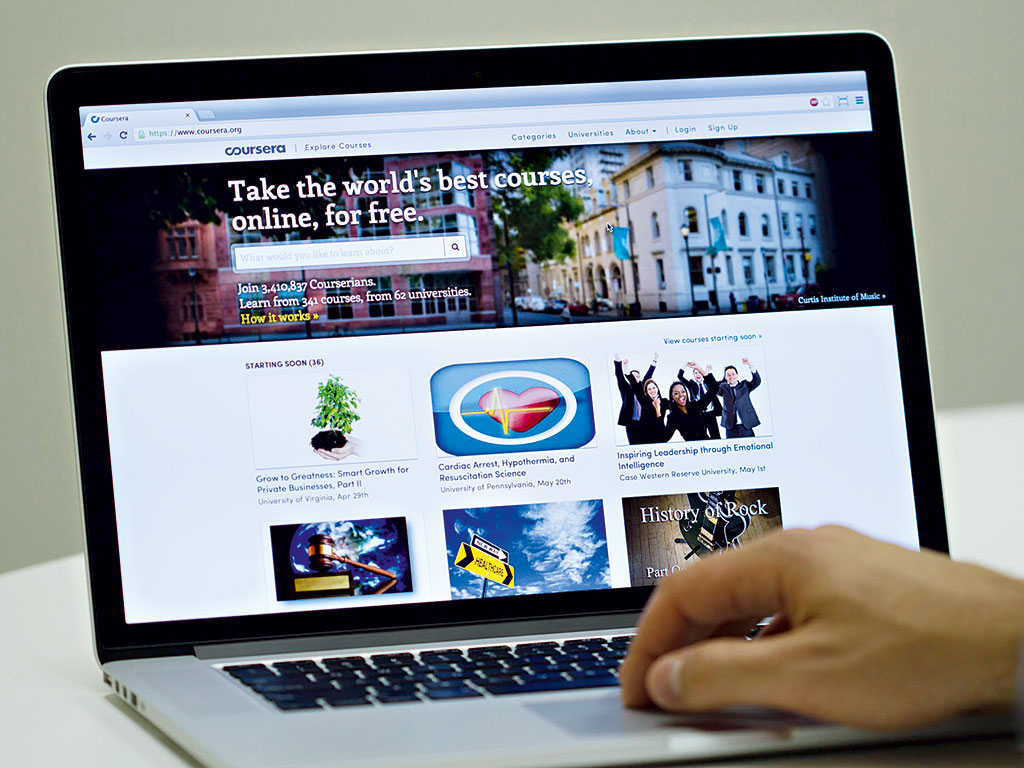 Coursera
https://www.coursera.org
coursera | Explore Courses
Categories Universities About Login Sign Up
Take the world's best courses,
online, for free.
What would you like to learn about?
Join 3,410,837 Courserians.
Learn from 341 courses, from 62 universities.
How it works »
Curtis Institute of Music »
View courses starting soon »
STARTING SOON (36)
Grow to Greatness: Smart Growth for
Private Businesses, Part II
University of Virginia, Apr 29th
Cardiac Arrest, Hypothermia, and
Resuscitation Science
University of Pennsylvania, May 20th
Inspiring Leadership through Emotional
Intelligence
Case Western Reserve University, May 1st
HEALTHCARE
History of Rock
Part